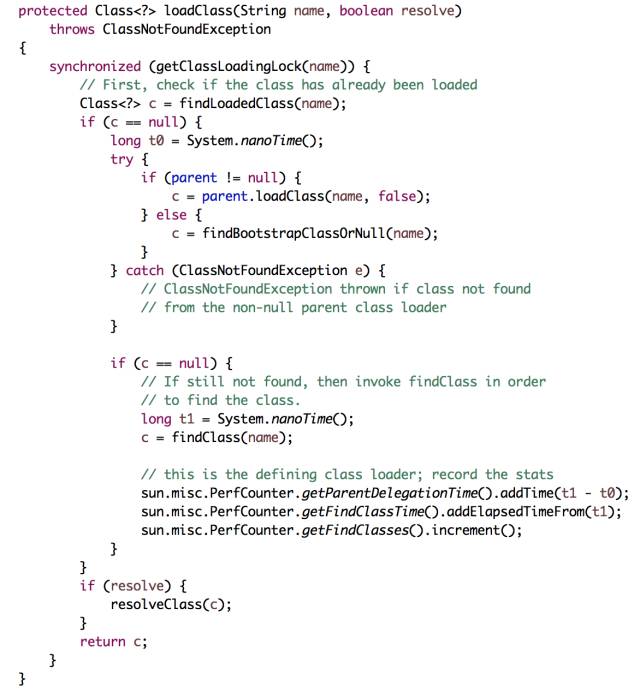 protected Class<?> loadClass(String name, boolean resolve)
    throws ClassNotFoundException
{
    synchronized (getClassLoadingLock(name)) {
        // First, check if the class has already been loaded
        Class<?> c = findLoadedClass(name);
        if (c == null) {
            long t0 = System.nanoTime();
            try {
                if (parent != null) {
                    c = parent.loadClass(name, false);
                } else {
                    c = findBootstrapClassOrNull(name);
                }
            } catch (ClassNotFoundException e) {
                // ClassNotFoundException thrown if class not found
                // from the non-null parent class loader
            }

            if (c == null) {
                // If still not found, then invoke findClass in order
                // to find the class.
                long t1 = System.nanoTime();
                c = findClass(name);

                // this is the defining class loader; record the stats
                sun.misc.PerfCounter.getParentDelegationTime().addTime(t1 - t0);
                sun.misc.PerfCounter.getFindClassTime().addElapsedTimeFrom(t1);
                sun.misc.PerfCounter.getFindClasses().increment();
            }
        }
        if (resolve) {
            resolveClass(c);
        }
        return c;
    }
}